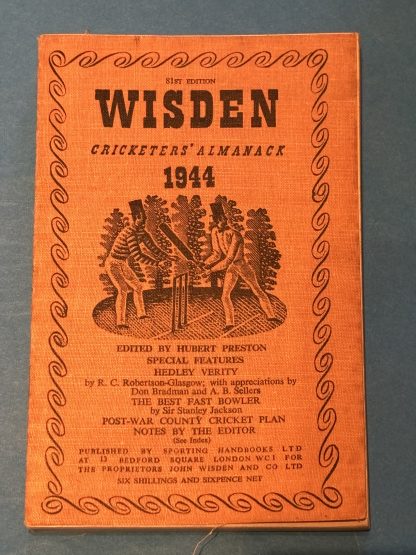 81ST EDITION
WISDEN
CRICKETERS' ALMANACK
1944
EDITED BY HUBERT PRESTON
SPECIAL FEATURES
HEDLEY VERITY
by R. C. Robertson-Glasgow; with appreciations by
Don Bradman and A. B. Sellers
THE BEST FAST BOWLER
by Sir Stanley Jackson
POST-WAR COUNTY CRICKET PLAN
NOTES BY THE EDITOR
(See Index)
PUBLISHED BY SPORTING HANDBOOKS LTD
AT 13 BEDFORD SQUARE LONDON WC1 FOR
THE PROPRIETORS JOHN WISDEN AND CO LTD
SIX SHILLINGS AND SIXPENCE NET